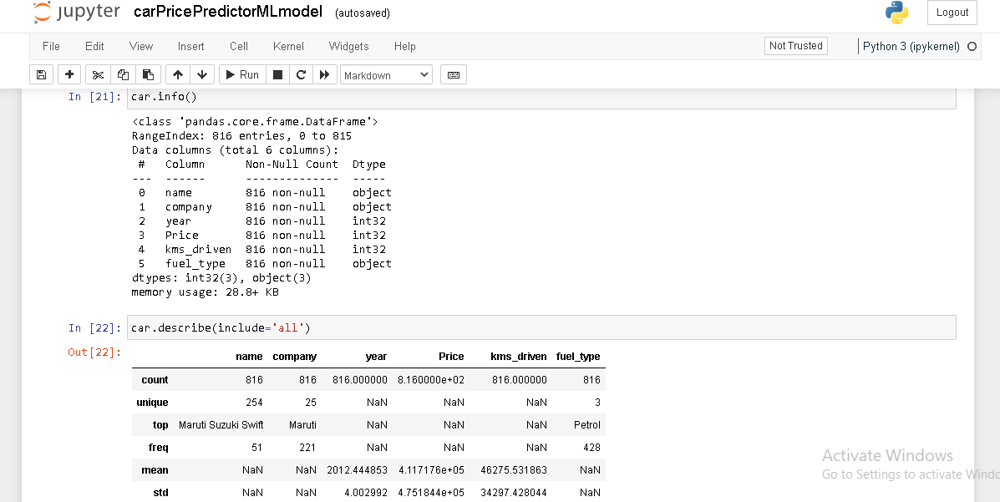 jupyter carPricePredictorMLmodel (autosaved) Logout
File Edit View Insert Cell Kernel Widgets Help Not Trusted Python 3 (ipykernel)
Run Markdown
In [21]: car.info()
<class 'pandas.core.frame.DataFrame'>
RangeIndex: 816 entries, 0 to 815
Data columns (total 6 columns):
# Column Non-Null Count Dtype
--- ------ -------------- -----
0 name 816 non-null object
1 company 816 non-null object
2 year 816 non-null int32
3 Price 816 non-null int32
4 kms_driven 816 non-null int32
5 fuel_type 816 non-null object
dtypes: int32(3), object(3)
memory usage: 28.8+ KB
In [22]: car.describe(include='all')
Out[22]:
name company year Price kms_driven fuel_type
count 816 816 816.000000 8.160000e+02 816.000000 816
unique 254 25 NaN NaN NaN 3
top Maruti Suzuki Swift Maruti NaN NaN NaN Petrol
freq 51 221 NaN NaN NaN 428
mean NaN NaN 2012.444853 4.117176e+05 46275.531863 NaN
std NaN NaN 4.002992 4.751844e+05 34297.428044 NaN
Activate Windows
Go to Settings to activate Windo